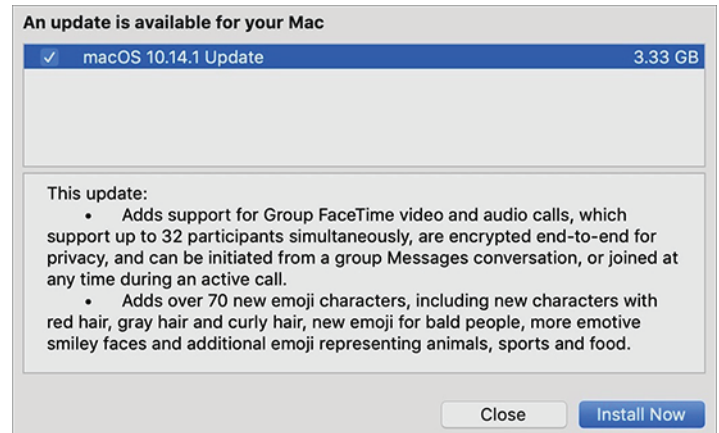 An update is available for your Mac
macOS 10.14.1 Update 3.33 GB
This update:
• Adds support for Group FaceTime video and audio calls, which
support up to 32 participants simultaneously, are encrypted end-to-end for
privacy, and can be initiated from a group Messages conversation, or joined at
any time during an active call.
• Adds over 70 new emoji characters, including new characters with
red hair, gray hair and curly hair, new emoji for bald people, more emotive
smiley faces and additional emoji representing animals, sports and food.
Close Install Now